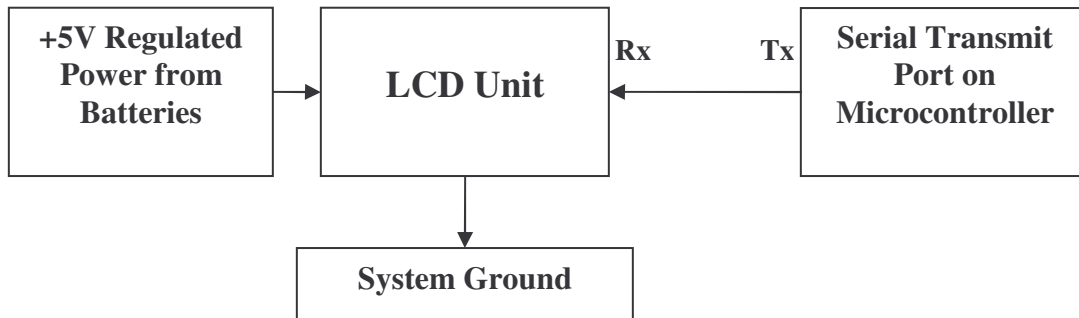 +5V Regulated
Power from
Batteries
LCD Unit
Rx
Tx
Serial Transmit
Port on
Microcontroller
System Ground